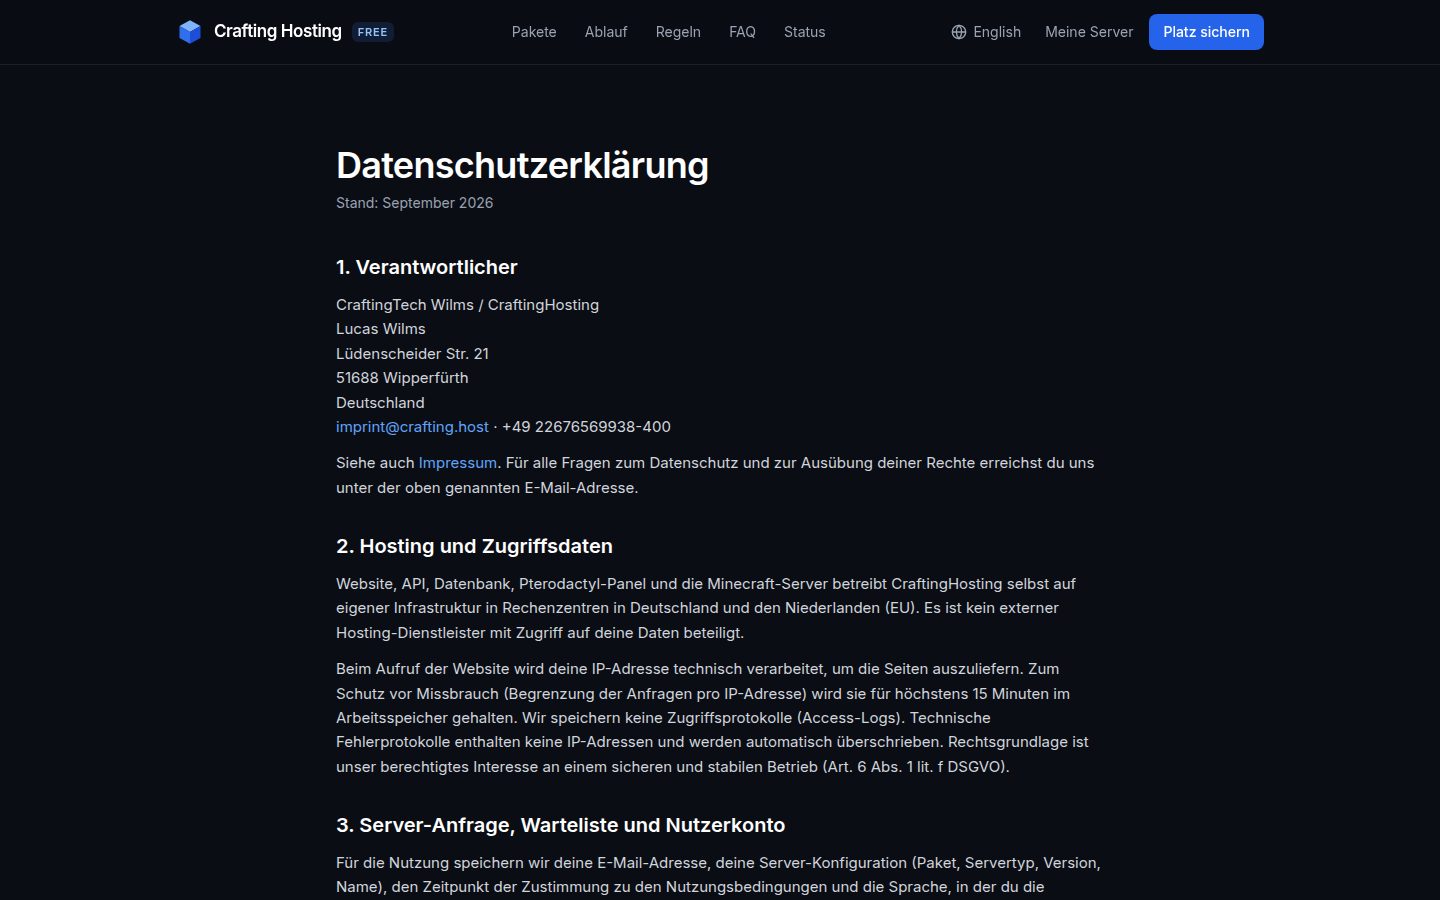 Crafting Hosting FREE Pakete Ablauf Regeln FAQ Status English Meine Server Platz sichern
Datenschutzerklärung
Stand: September 2026
1. Verantwortlicher
CraftingTech Wilms / CraftingHosting
Lucas Wilms
Lüdenscheider Str. 21
51688 Wipperfürth
Deutschland
imprint@crafting.host · +49 22676569938-400
Siehe auch Impressum. Für alle Fragen zum Datenschutz und zur Ausübung deiner Rechte erreichst du uns
unter der oben genannten E-Mail-Adresse.
2. Hosting und Zugriffsdaten
Website, API, Datenbank, Pterodactyl-Panel und die Minecraft-Server betreibt CraftingHosting selbst auf
eigener Infrastruktur in Rechenzentren in Deutschland und den Niederlanden (EU). Es ist kein externer
Hosting-Dienstleister mit Zugriff auf deine Daten beteiligt.
Beim Aufruf der Website wird deine IP-Adresse technisch verarbeitet, um die Seiten auszuliefern. Zum
Schutz vor Missbrauch (Begrenzung der Anfragen pro IP-Adresse) wird sie für höchstens 15 Minuten im
Arbeitsspeicher gehalten. Wir speichern keine Zugriffsprotokolle (Access-Logs). Technische
Fehlerprotokolle enthalten keine IP-Adressen und werden automatisch überschrieben. Rechtsgrundlage ist
unser berechtigtes Interesse an einem sicheren und stabilen Betrieb (Art. 6 Abs. 1 lit. f DSGVO).
3. Server-Anfrage, Warteliste und Nutzerkonto
Für die Nutzung speichern wir deine E-Mail-Adresse, deine Server-Konfiguration (Paket, Servertyp, Version,
Name), den Zeitpunkt der Zustimmung zu den Nutzungsbedingungen und die Sprache, in der du die